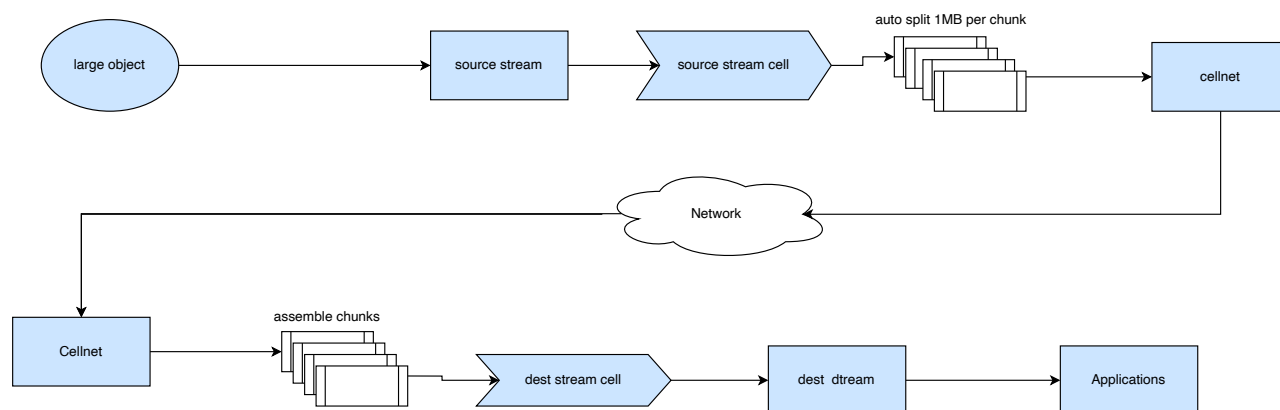 auto split 1MB per chunk
large object
source stream
source stream cell
cellnet
Network
assemble chunks
Cellnet
dest stream cell
dest dtream
Applications